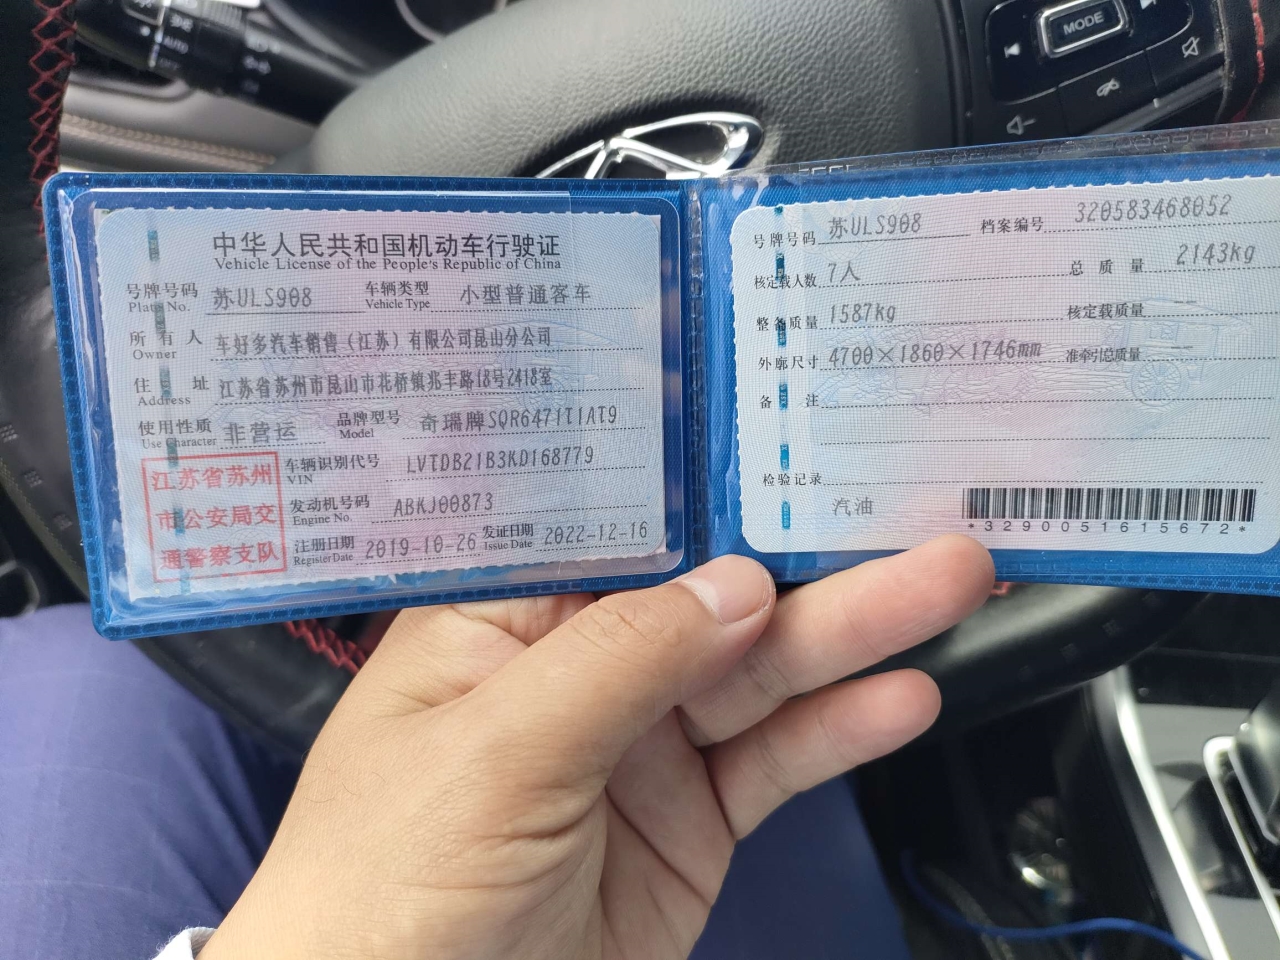 MODE
AUTO
中华人民共和国机动车行驶证
Vehicle License of the People's Republic of China
号牌号码 苏ULS908 车辆类型 小型普通客车
Plate No. Vehicle Type
所有人 车好多汽车销售（江苏）有限公司昆山分公司
Owner
住址 江苏省苏州市昆山市花桥镇兆丰路18号2418室
Address
使用性质 非营运 品牌型号 奇瑞牌SQR6471T1AT9
Use Character Model
江苏省苏州
市公安局交
通警察支队
车辆识别代号 LVTDB21B3KD168779
VIN
发动机号码 ABKJ00873
Engine No.
注册日期 2019-10-26 发证日期 2022-12-16
Register Date Issue Date
号牌号码 苏ULS908 档案编号 320583468052
核定载人数 7人 总质量 2143kg
整备质量 1587kg 核定载质量 --
外廓尺寸 4700×1860×1746mm 准牵引总质量 --
备注
检验记录
汽油
*3290051615672*